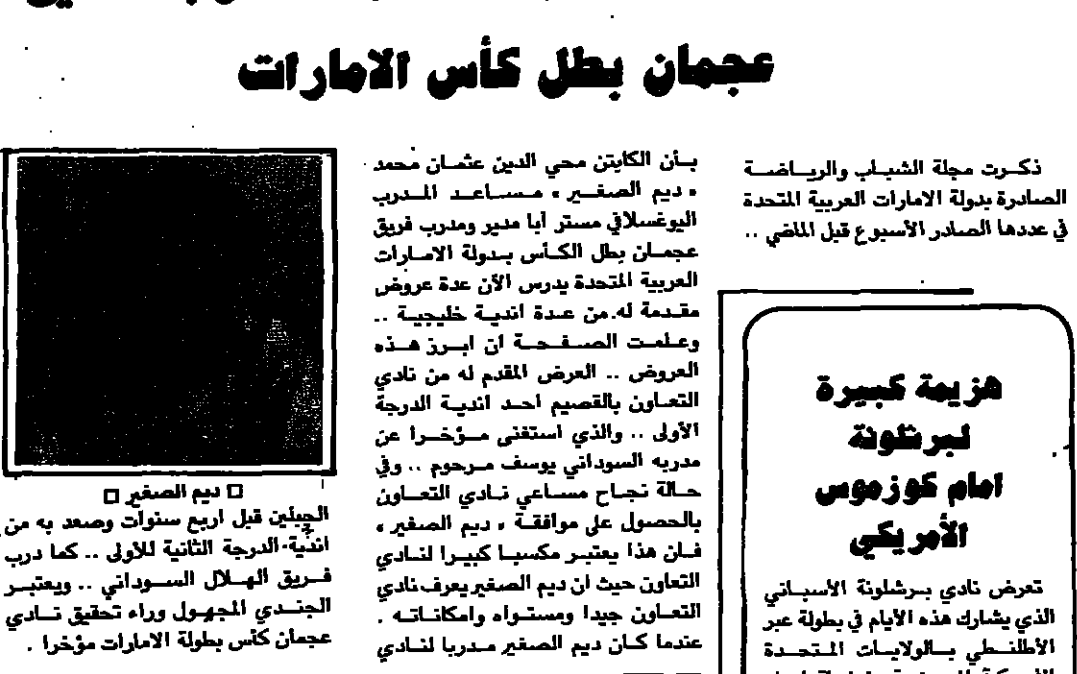 عجمان بطل كأس الامارات
ذكرت مجلة الشباب والرياضة
الصادرة بدولة الامارات العربية المتحدة
في عددها الصادر الأسبوع قبل الماضي ..
بأن الكابتن محي الدين عثمان محمد
« ديم الصغير » مساعد المدرب
اليوغسلافي مستر آبا مدير ومدرب فريق
عجمان بطل الكأس بدولة الامارات
العربية المتحدة يدرس الآن عدة عروض
مقدمة له من عدة اندية خليجية ..
وعلمت الصفحة ان ابرز هذه
العروض .. العرض المقدم له من نادي
التعاون بالقصيم احد اندية الدرجة
الأولى .. والذي استغنى مؤخرا عن
مدربه السوداني يوسف مرحوم .. وفي
حالة نجاح مساعي نادي التعاون
بالحصول على موافقة « ديم الصغير »
فان هذا يعتبر مكسبا كبيرا لنادي
التعاون حيث ان ديم الصغير يعرف نادي
التعاون جيدا ومستواه وامكاناته .
عندما كان ديم الصغير مدربا لنادي
□ ديم الصغير □
الجبلين قبل اربع سنوات وصعد به من
اندية الدرجة الثانية للأولى .. كما درب
فريق الهلال السوداني .. ويعتبر
الجندي المجهول وراء تحقيق نادي
عجمان كأس بطولة الامارات مؤخرا .
هزيمة كبيرة
لبرشلونة
امام كوزموس
الأمريكي
تعرض نادي برشلونة الأسباني
الذي يشارك هذه الأيام في بطولة عبر
الأطلنطي بالولايات المتحدة